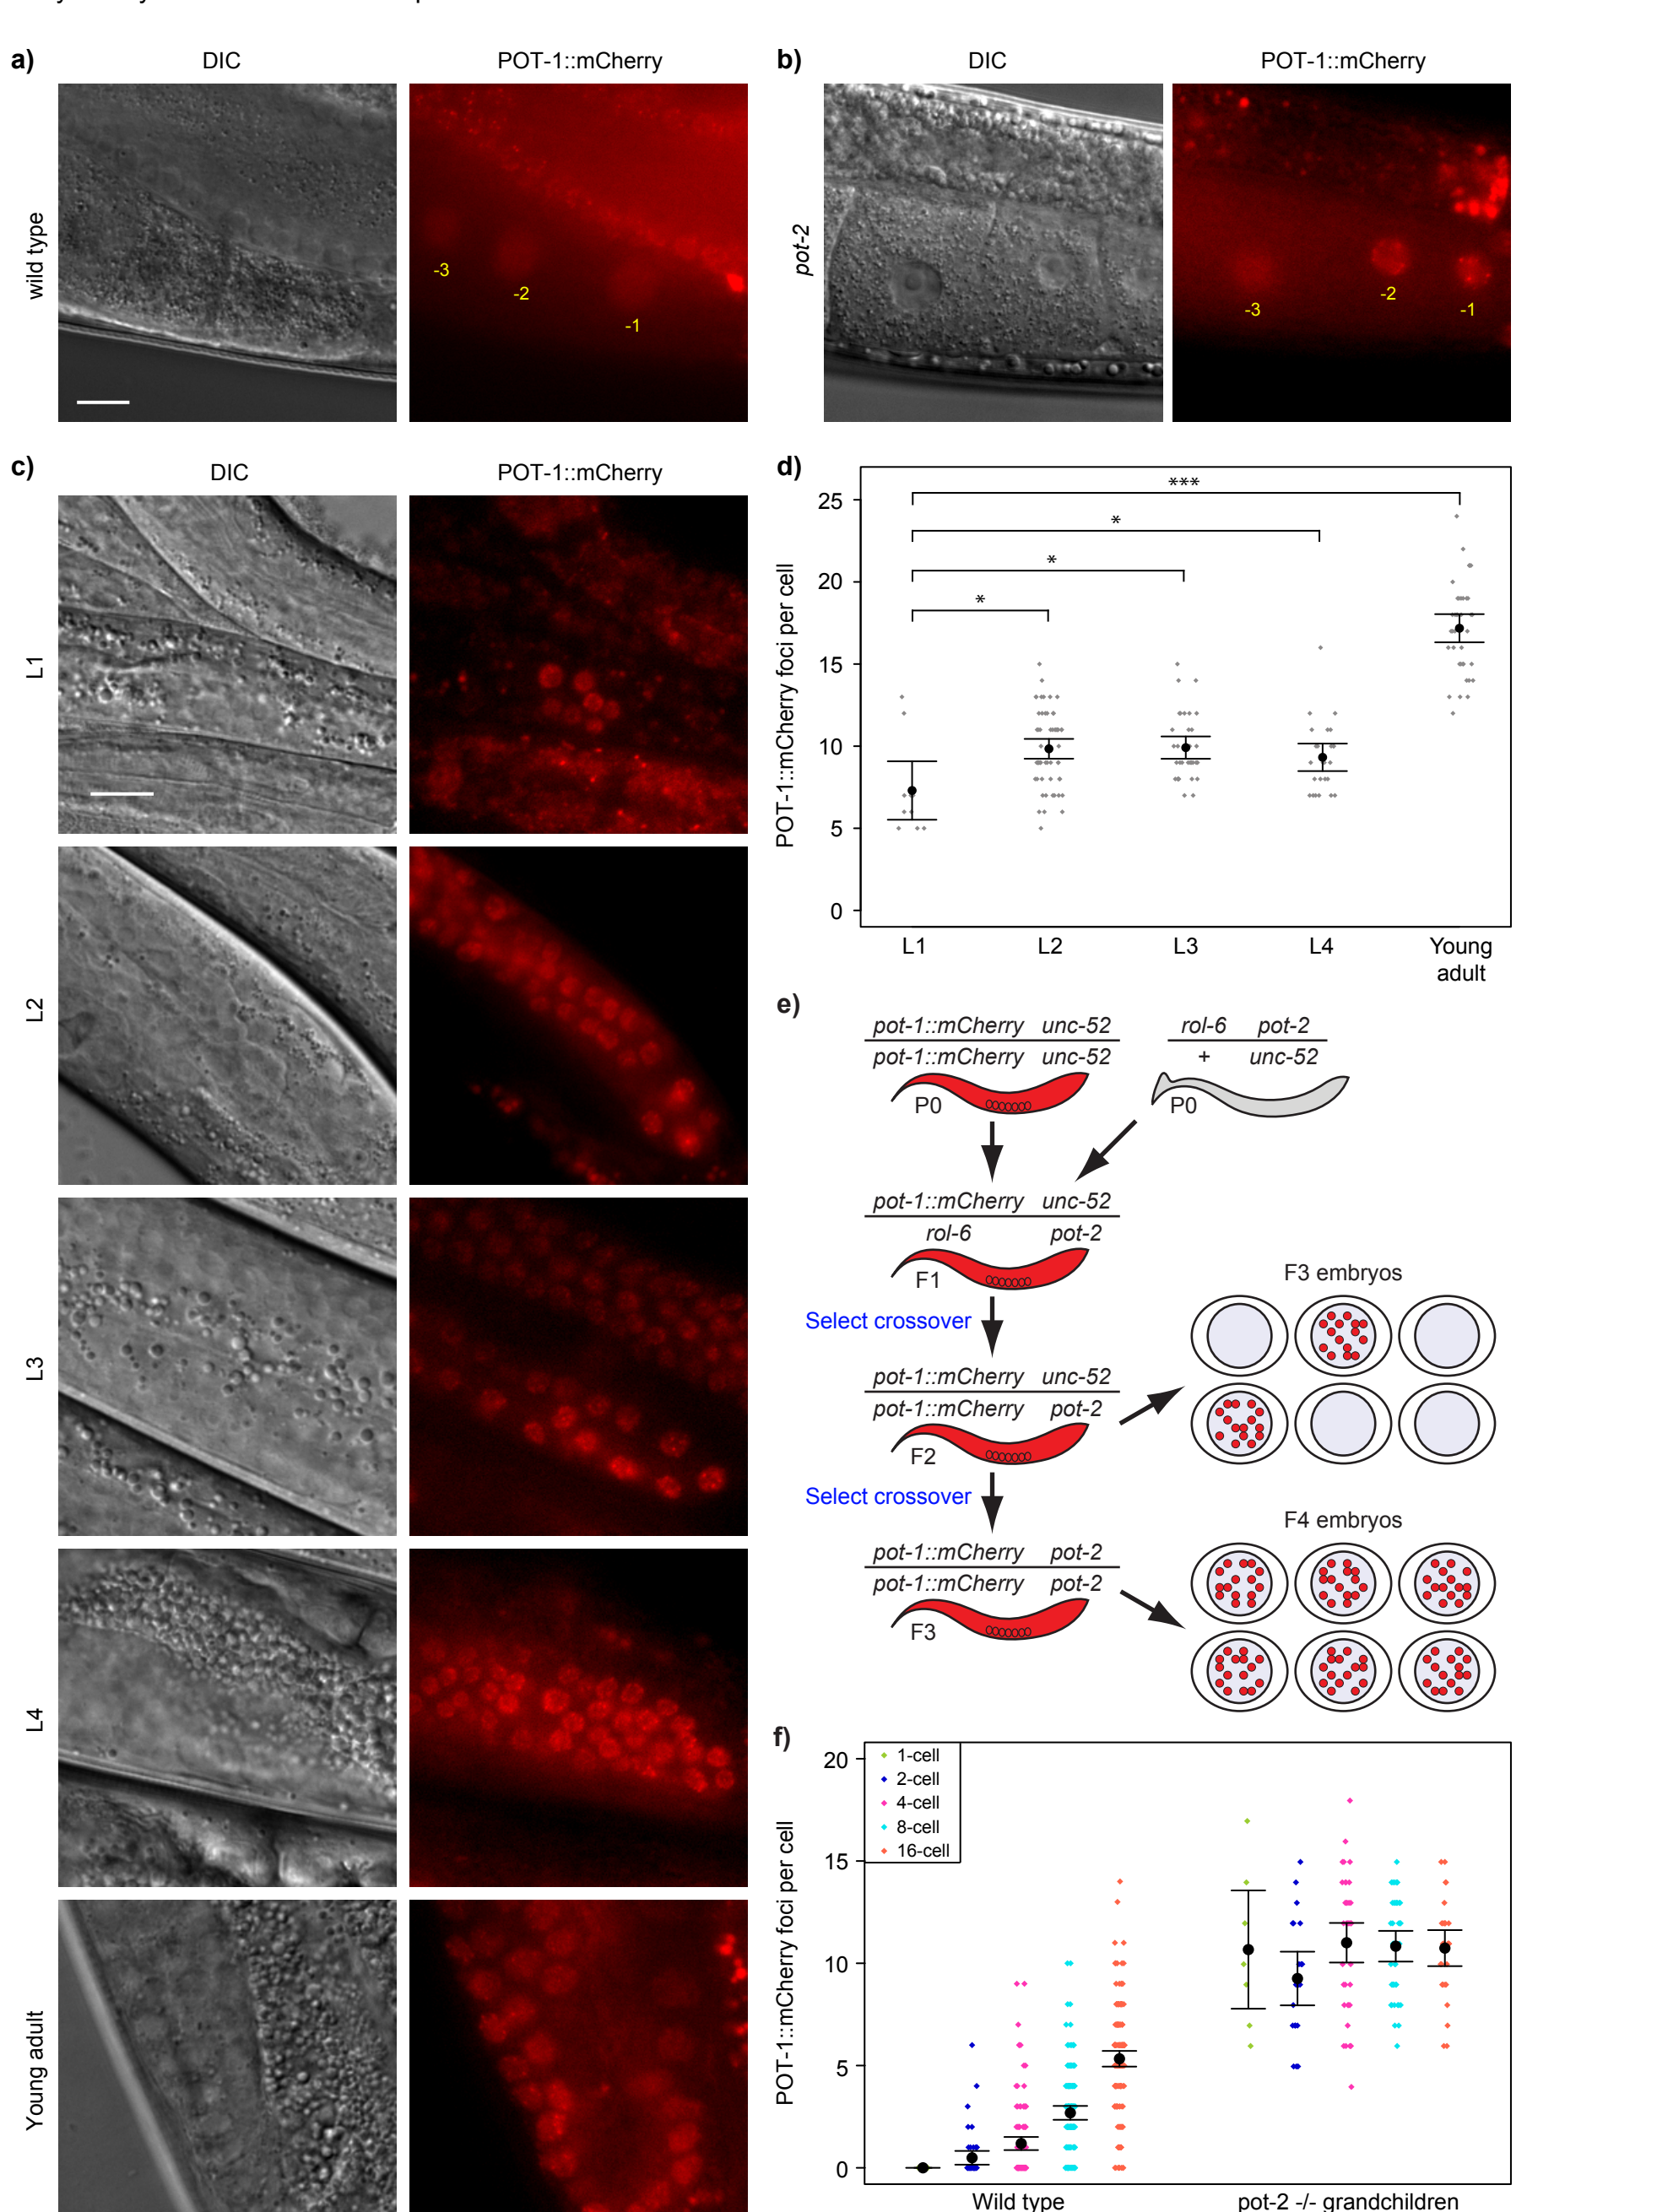 a)
DIC
POT-1::mCherry
wild type
-3
-2
-1
b)
DIC
POT-1::mCherry
pot-2
-3
-2
-1
c)
DIC
POT-1::mCherry
L1
L2
L3
L4
Young adult
d)
POT-1::mCherry foci per cell
25
20
15
10
5
0
***
*
*
*
L1
L2
L3
L4
Young
adult
e)
pot-1::mCherry unc-52
pot-1::mCherry unc-52
P0
rol-6 pot-2
+ unc-52
P0
pot-1::mCherry unc-52
rol-6 pot-2
F1
Select crossover
pot-1::mCherry unc-52
pot-1::mCherry pot-2
F2
F3 embryos
Select crossover
pot-1::mCherry pot-2
pot-1::mCherry pot-2
F3
F4 embryos
f)
POT-1::mCherry foci per cell
20
15
10
5
0
1-cell
2-cell
4-cell
8-cell
16-cell
Wild type
pot-2 -/- grandchildren